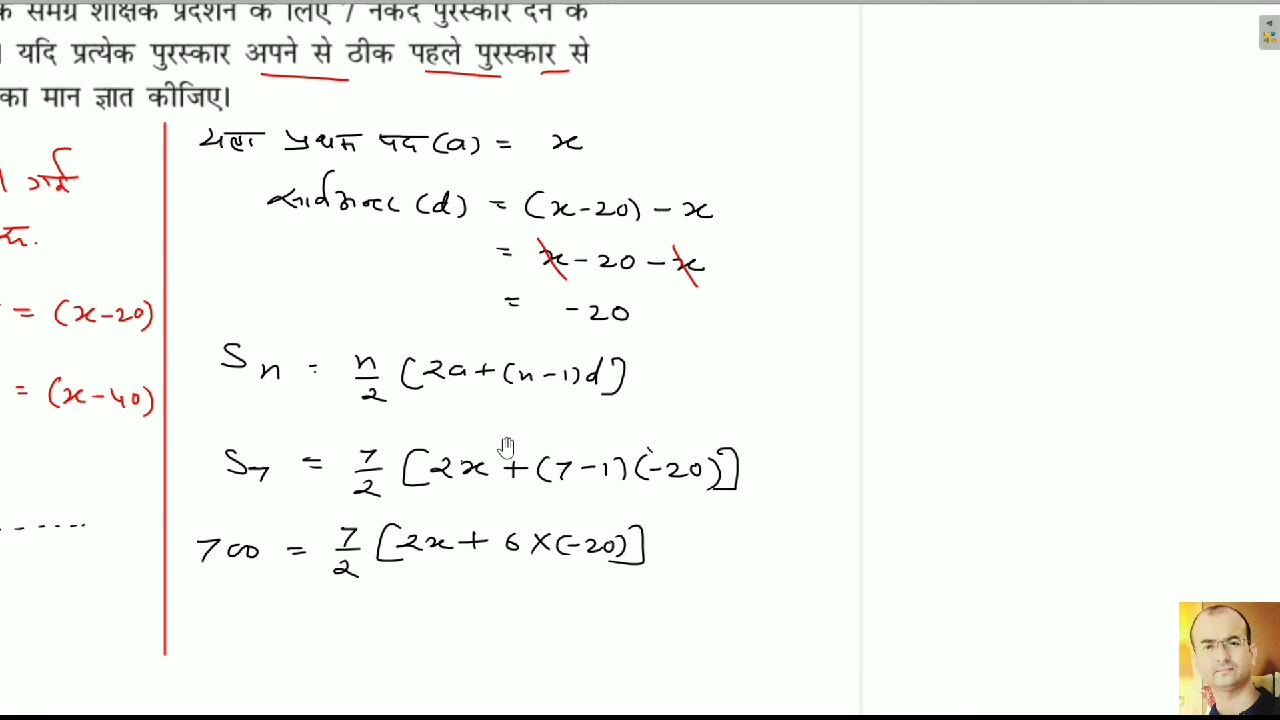 क समग्र शैक्षिक प्रदर्शन के लिए 7 नकद पुरस्कार देने क
। यदि प्रत्येक पुरस्कार अपने से ठीक पहले पुरस्कार से
का मान ज्ञात कीजिए।
= (x-20)
= (x-40)
यहा प्रथम पद (a) = x
सार्वअन्तर (d) = (x-20) - x
= x - 20 - x
= -20
Sn = n/2 [2a+(n-1)d]
S7 = 7/2 [2x+(7-1)(-20)]
700 = 7/2 [2x+ 6×(-20)]